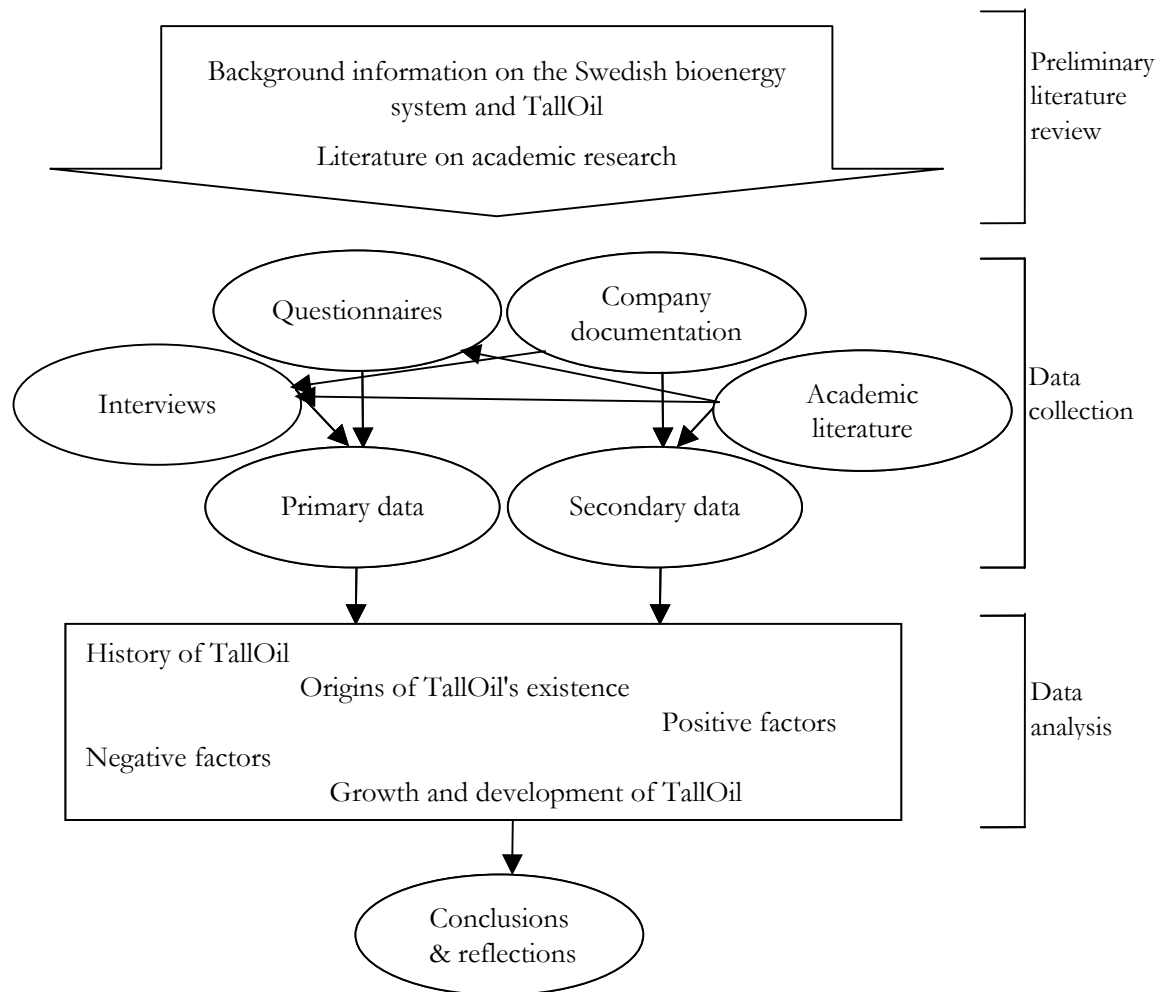 Background information on the Swedish bioenergy
system and TallOil
Literature on academic research
Preliminary
literature
review
Questionnaires
Company
documentation
Interviews
Academic
literature
Data
collection
Primary data
Secondary data
History of TallOil
Origins of TallOil's existence
Positive factors
Negative factors
Growth and development of TallOil
Data
analysis
Conclusions
& reflections